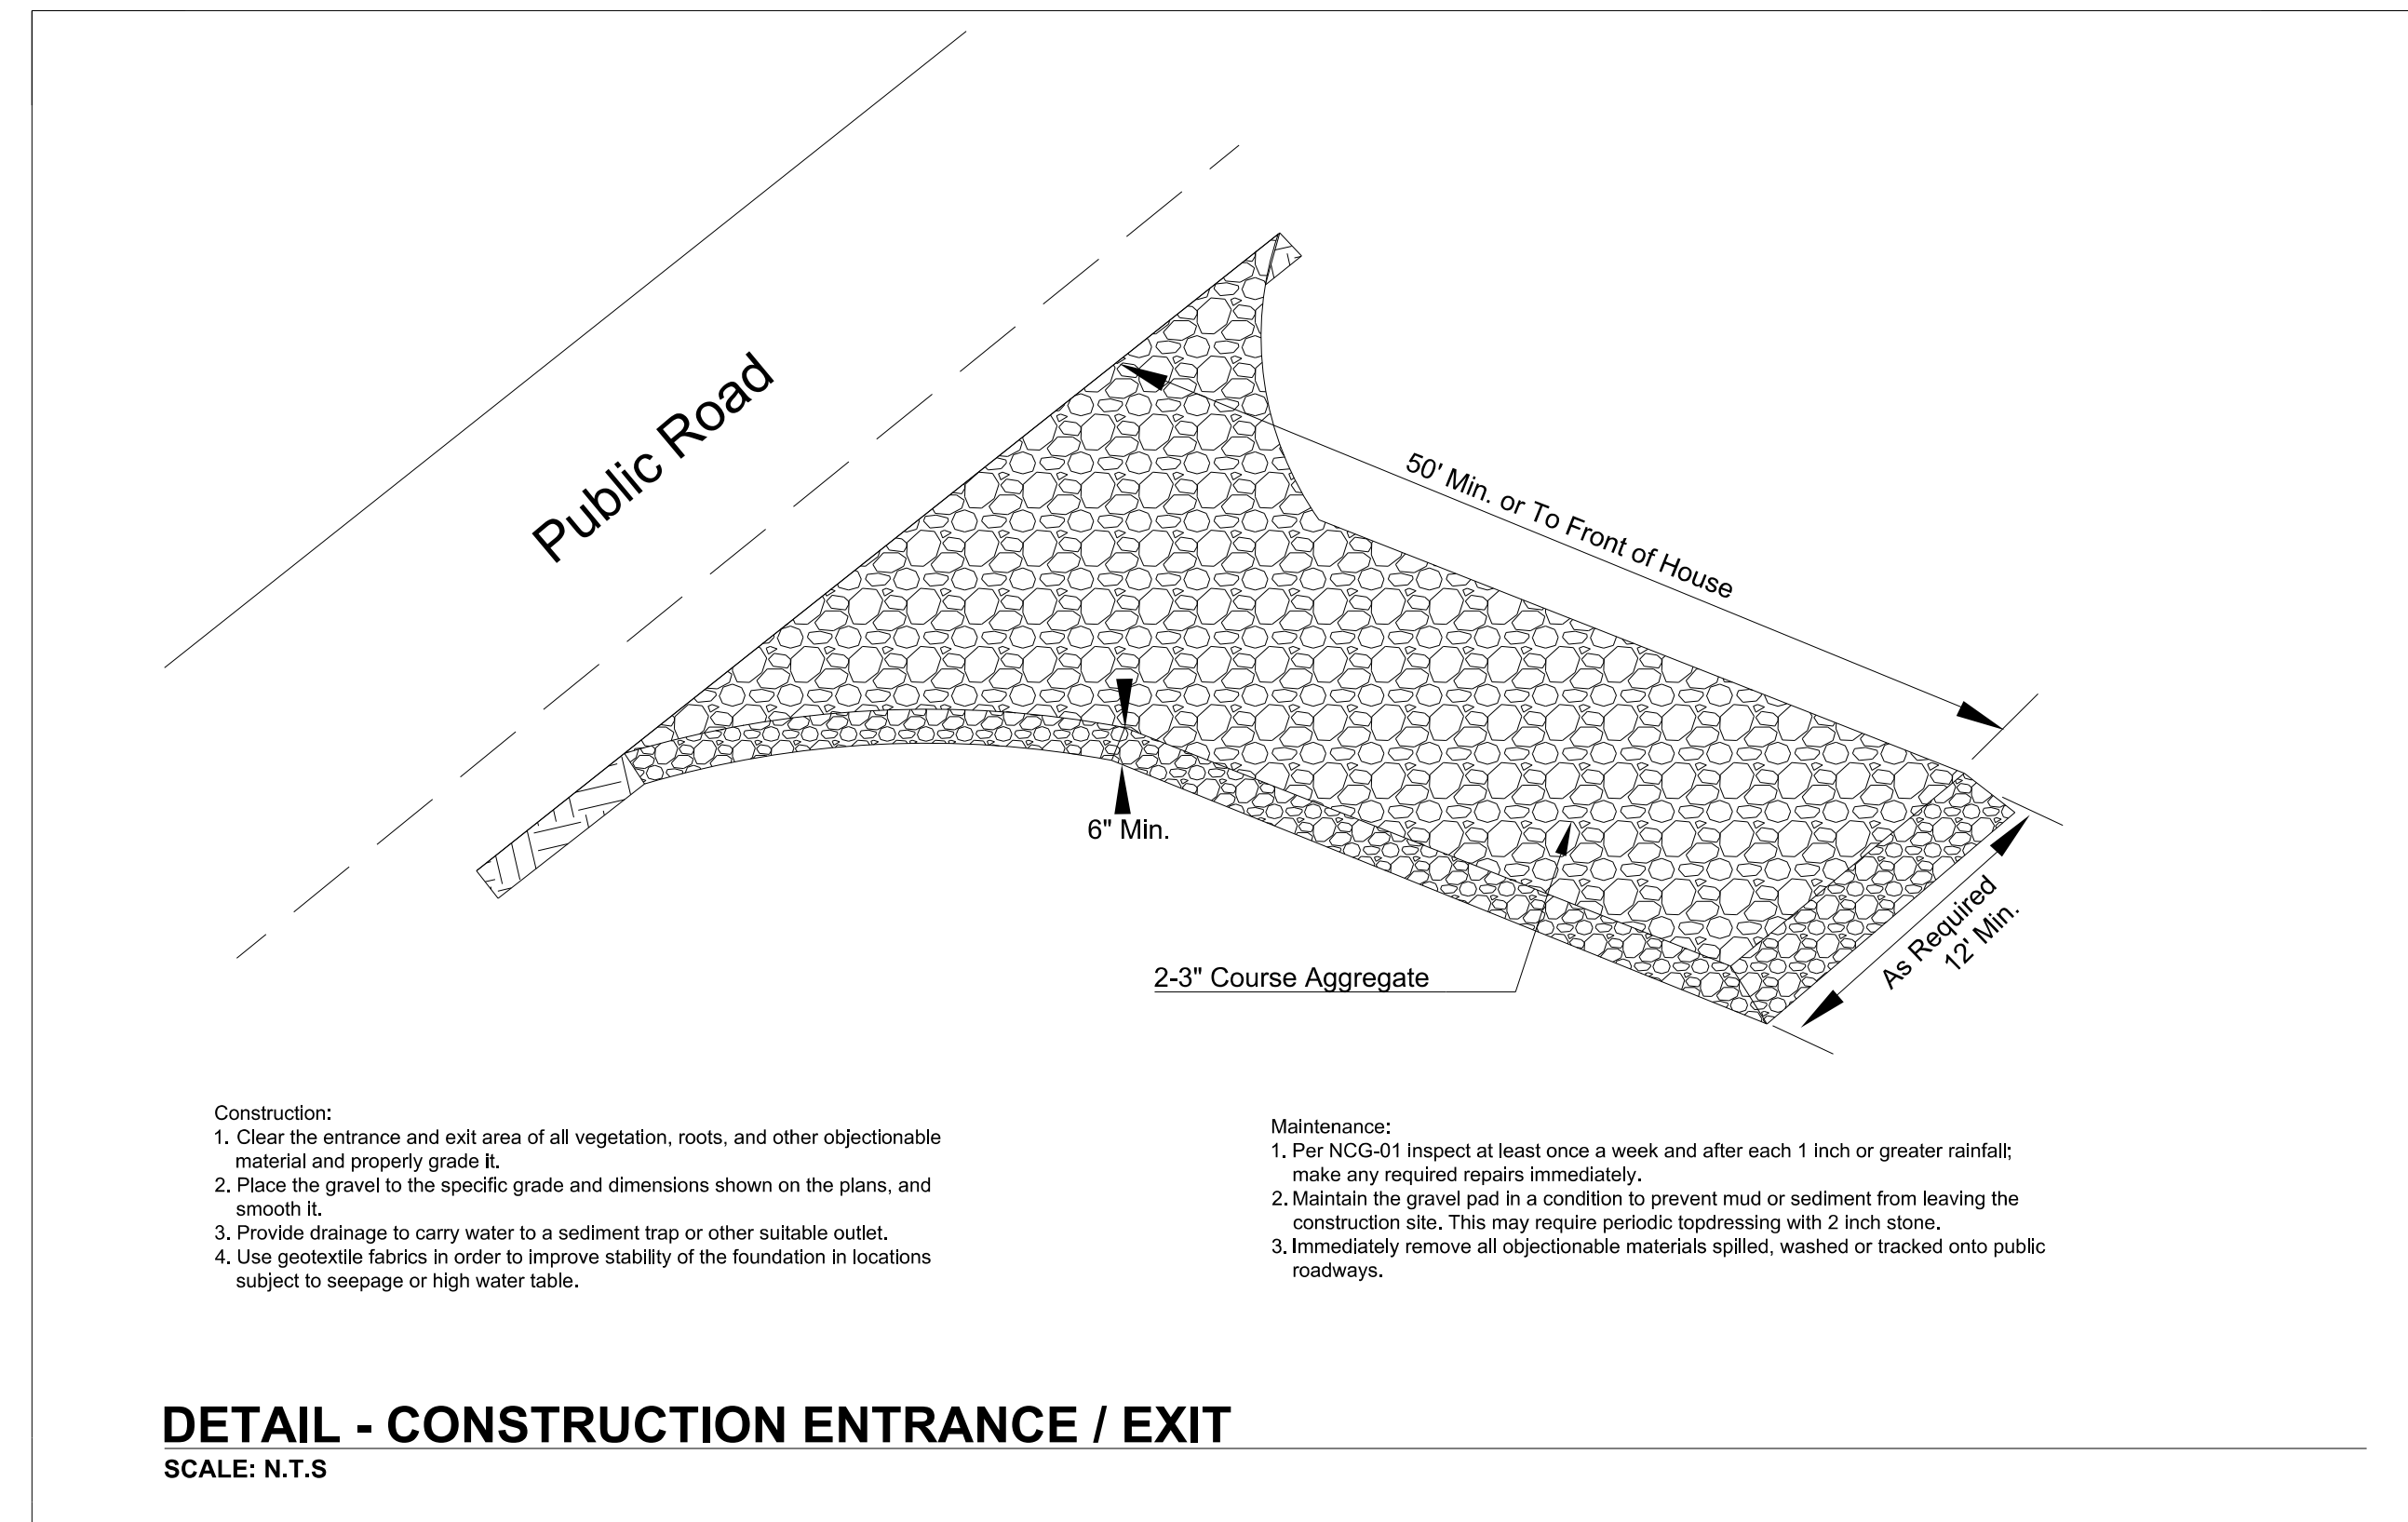 Public Road
50' Min. or To Front of House
6" Min.
2-3" Course Aggregate
As Required
12' Min.
Construction:
1. Clear the entrance and exit area of all vegetation, roots, and other objectionable
material and properly grade it.
2. Place the gravel to the specific grade and dimensions shown on the plans, and
smooth it.
3. Provide drainage to carry water to a sediment trap or other suitable outlet.
4. Use geotextile fabrics in order to improve stability of the foundation in locations
subject to seepage or high water table.
Maintenance:
1. Per NCG-01 inspect at least once a week and after each 1 inch or greater rainfall;
make any required repairs immediately.
2. Maintain the gravel pad in a condition to prevent mud or sediment from leaving the
construction site. This may require periodic topdressing with 2 inch stone.
3. Immediately remove all objectionable materials spilled, washed or tracked onto public
roadways.
DETAIL - CONSTRUCTION ENTRANCE / EXIT
SCALE: N.T.S